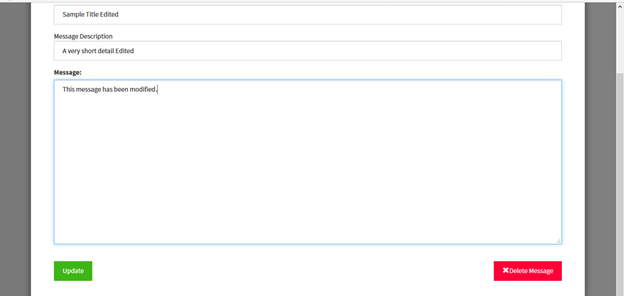 Sample Title Edited
Message Description
A very short detail Edited
Message:
This message has been modified.
Update
Delete Message